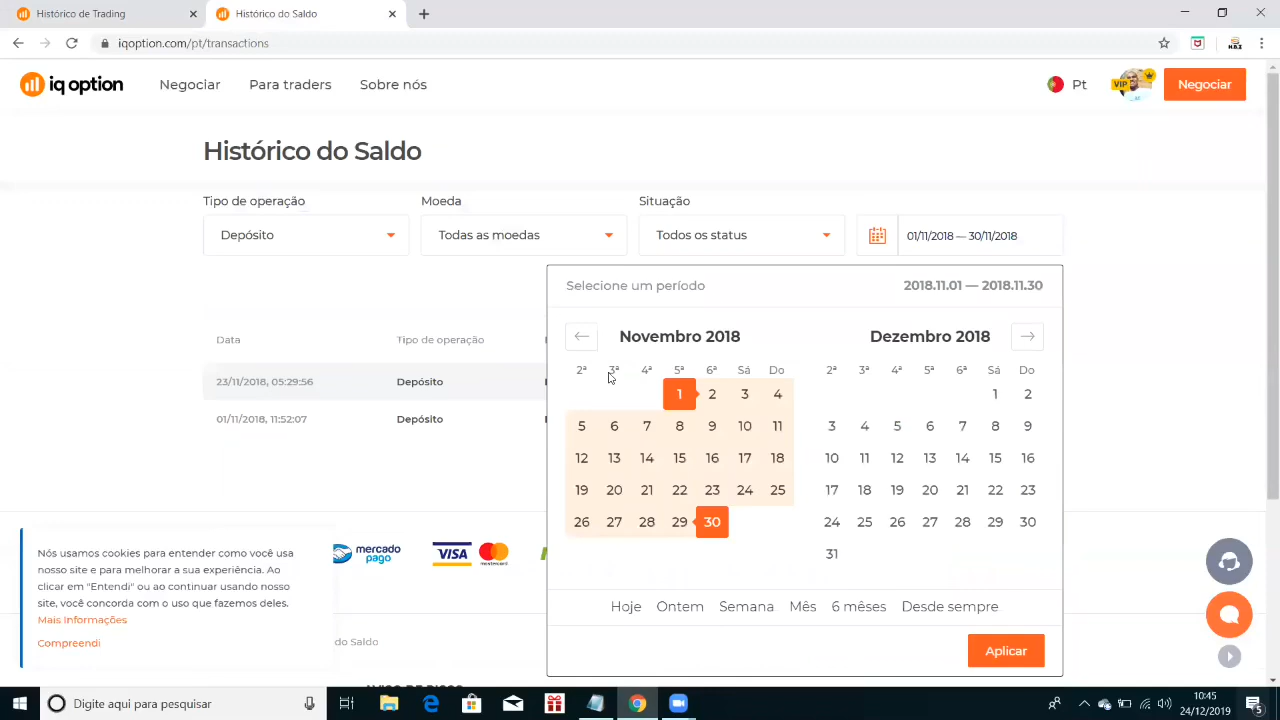 Histórico de Trading
Histórico do Saldo
iqoption.com/pt/transactions
iq option
Negociar
Para traders
Sobre nós
Pt
VIP
Negociar
Histórico do Saldo
Tipo de operação
Moeda
Situação
Depósito
Todas as moedas
Todos os status
01/11/2018 — 30/11/2018
Selecione um período
2018.11.01 — 2018.11.30
Novembro 2018
Dezembro 2018
Data
Tipo de operação
2ª 3ª 4ª 5ª 6ª Sá Do
2ª 3ª 4ª 5ª 6ª Sá Do
23/11/2018, 05:29:56
Depósito
01/11/2018, 11:52:07
Depósito
1 2 3 4
5 6 7 8 9 10 11
12 13 14 15 16 17 18
19 20 21 22 23 24 25
26 27 28 29 30
1 2
3 4 5 6 7 8 9
10 11 12 13 14 15 16
17 18 19 20 21 22 23
24 25 26 27 28 29 30
31
Hoje Ontem Semana Mês 6 mêses Desde sempre
Aplicar
Nós usamos cookies para entender como você usa
nosso site e para melhorar a sua experiência. Ao
clicar em "Entendi" ou ao continuar usando nosso
site, você concorda com o uso que fazemos deles.
Mais Informações
Compreendi
mercado
pago
VISA
mastercard
do Saldo
Digite aqui para pesquisar
10:45
24/12/2019
5